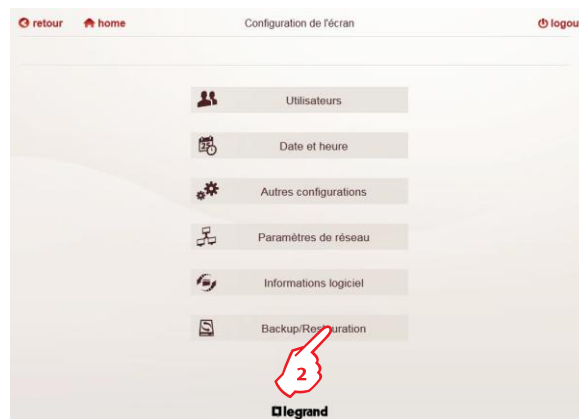 retour home Configuration de l'écran logou
Utilisateurs
25 Date et heure
Autres configurations
Paramètres de réseau
Informations logiciel
Backup/Restauration
2
legrand